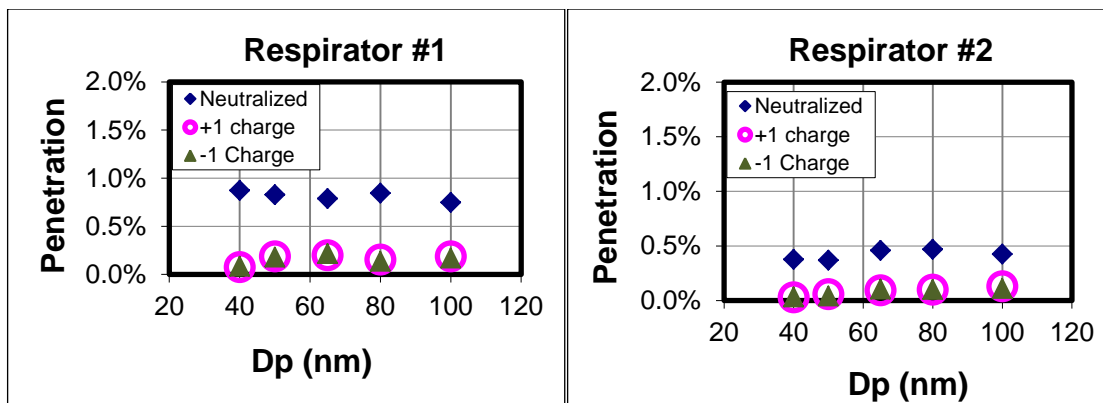 Respirator #1
Penetration
2.0%
1.5%
1.0%
0.5%
0.0%
Neutralized
+1 charge
-1 Charge
20 40 60 80 100 120
Dp (nm)
Respirator #2
Penetration
2.0%
1.5%
1.0%
0.5%
0.0%
Neutralized
+1 charge
-1 Charge
20 40 60 80 100 120
Dp (nm)